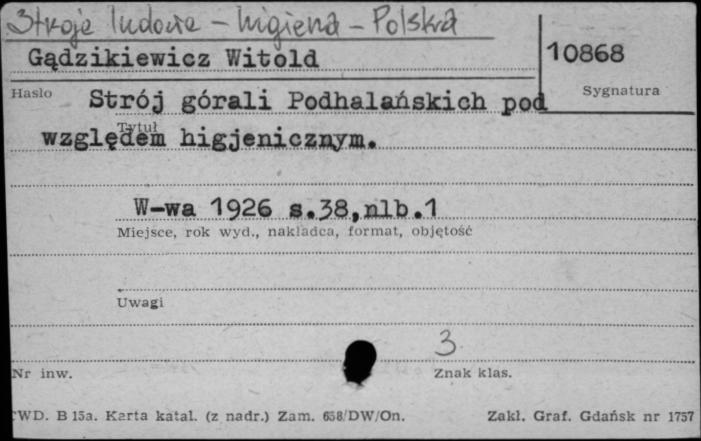 Stroje ludowe - higiena - Polska
Gądzikiewicz Witold
10868
Hasło
Sygnatura
Strój górali Podhalańskich pod
Tytuł
względem higjenicznym.
W-wa 1926 s.38,nlb.1
Miejsce, rok wyd., nakładca, format, objętość
Uwagi
3
Nr inw.
Znak klas.
WD. B 15a. Karta katal. (z nadr.) Zam. 658/DW/On. Zakł. Graf. Gdańsk nr 1757